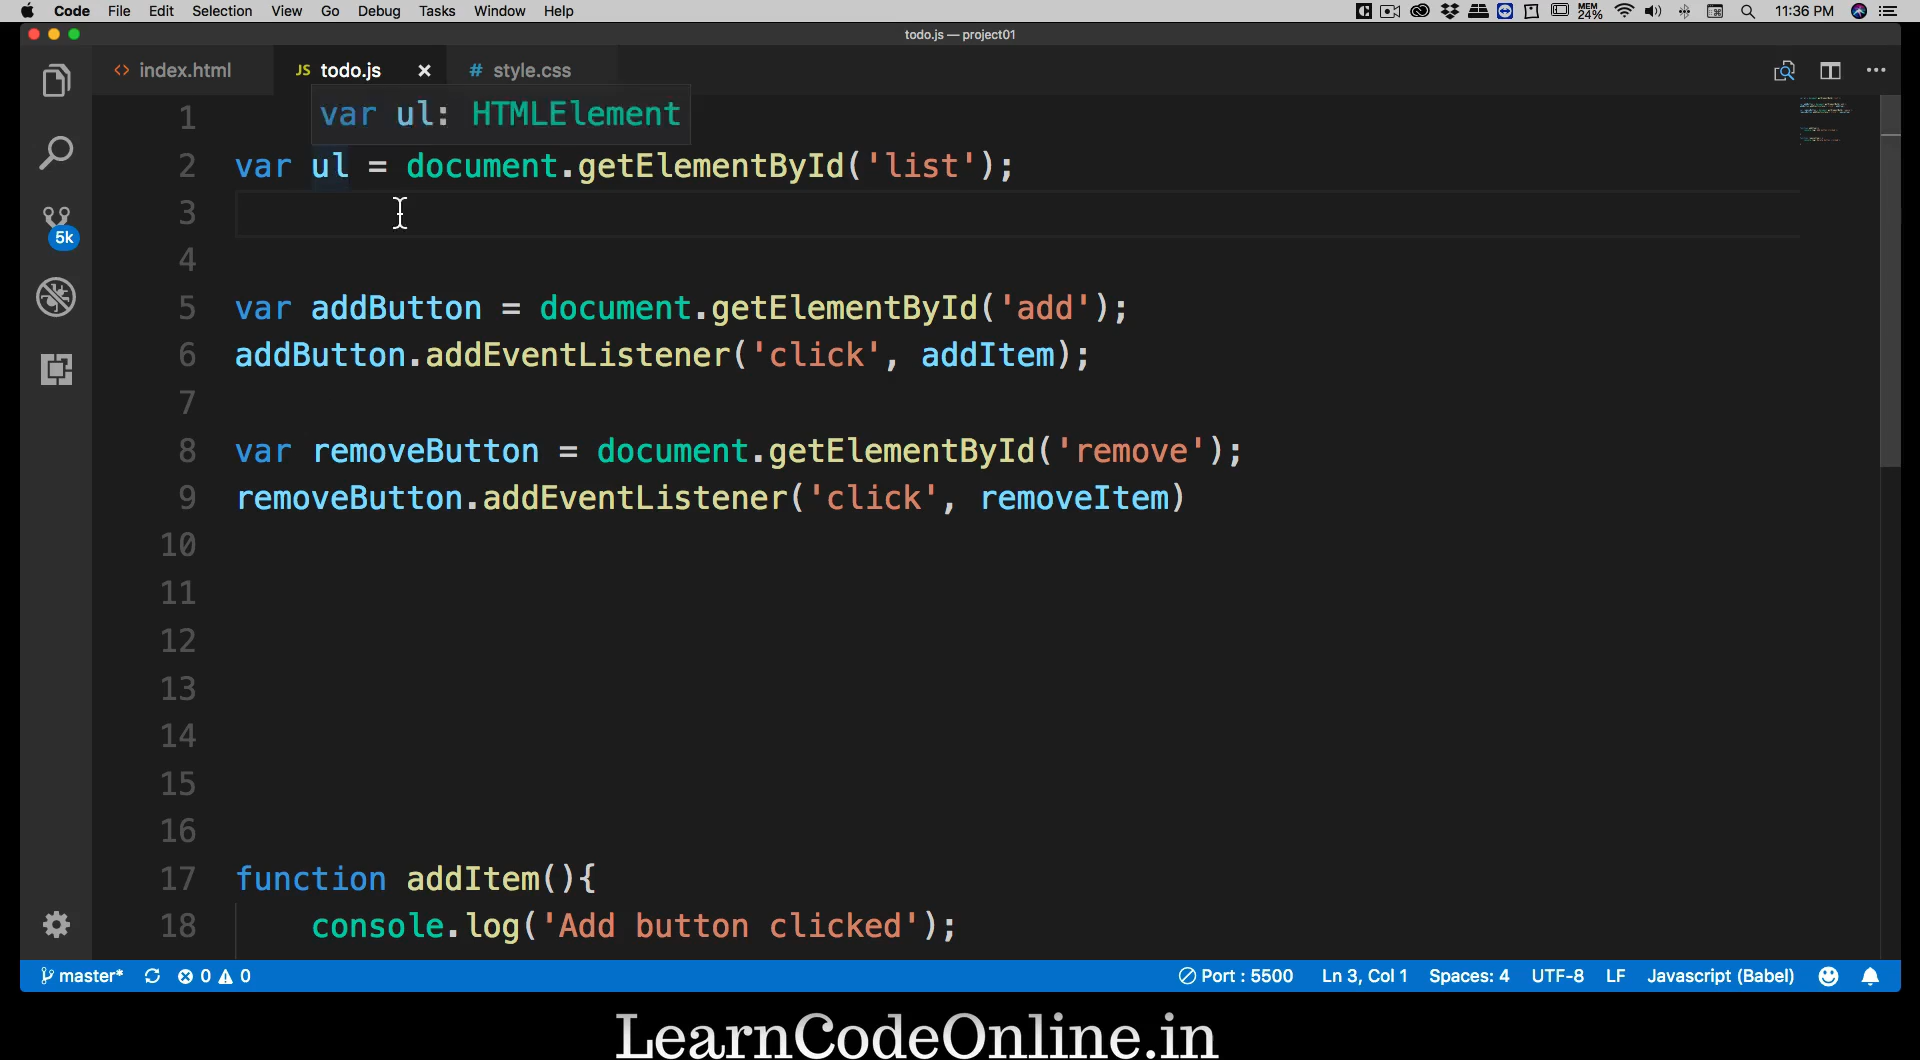 Code File Edit Selection View Go Debug Tasks Window Help MEM 24% 11:36 PM
todo.js — project01
<> index.html JS todo.js × # style.css
var ul: HTMLElement
1
2 var ul = document.getElementById('list');
3
5k
4
5 var addButton = document.getElementById('add');
6 addButton.addEventListener('click', addItem);
7
8 var removeButton = document.getElementById('remove');
9 removeButton.addEventListener('click', removeItem)
10
11
12
13
14
15
16
17 function addItem(){
18 console.log('Add button clicked');
master* 0 0 Port : 5500 Ln 3, Col 1 Spaces: 4 UTF-8 LF Javascript (Babel)
LearnCodeOnline.in